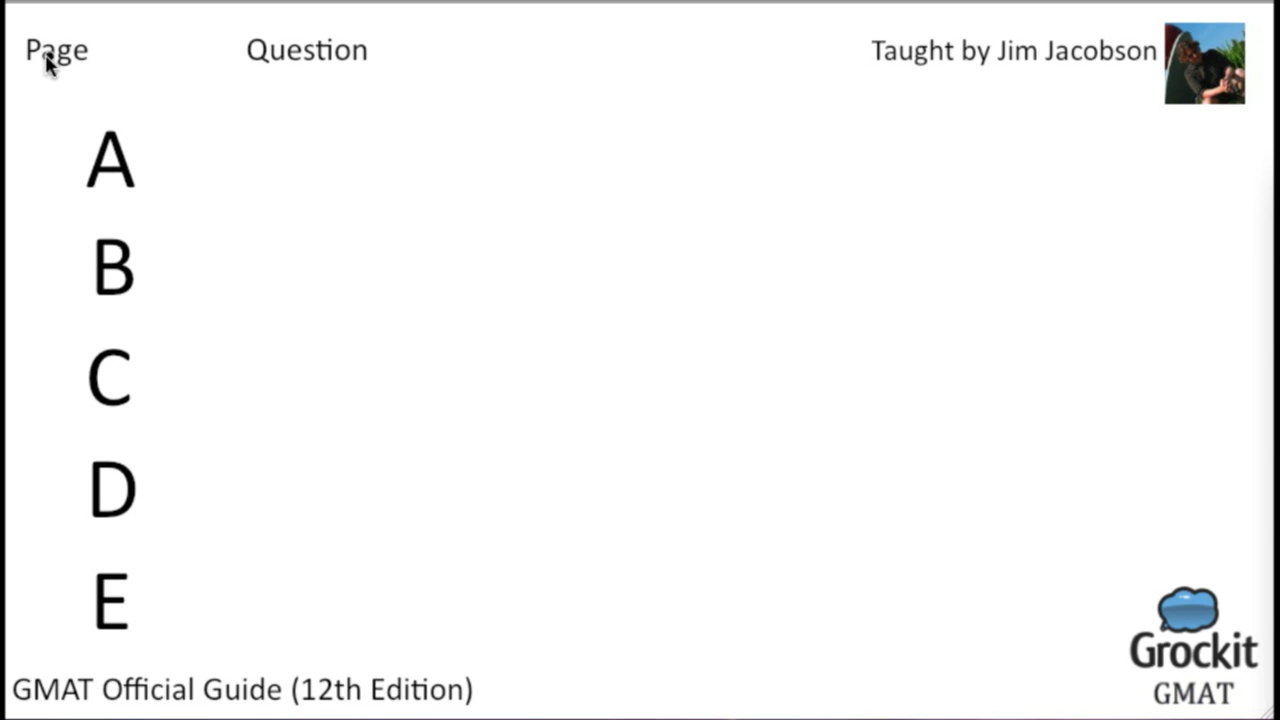 Page Question Taught by Jim Jacobson
A
B
C
D
E
Grockit
GMAT
GMAT Official Guide (12th Edition)